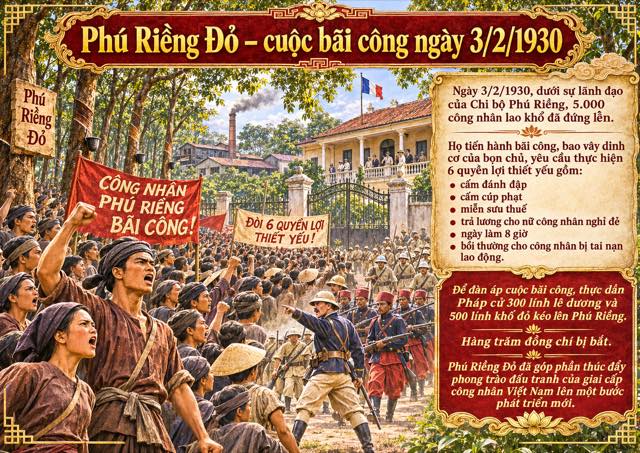 Phú Riềng Đỏ – cuộc bãi công ngày 3/2/1930
Phú
Riềng
Đỏ
CÔNG NHÂN
PHÚ RIỀNG
BÃI CÔNG!
ĐÒI 6 QUYỀN LỢI
THIẾT YẾU!
Ngày 3/2/1930, dưới sự lãnh đạo
của Chi bộ Phú Riềng, 5.000
công nhân lao khổ đã đứng lên.
Họ tiến hành bãi công, bao vây dinh
cơ của bọn chủ, yêu cầu thực hiện
6 quyền lợi thiết yếu gồm:
• cấm đánh đập
• cấm cúp phạt
• miễn sưu thuế
• trả lương cho nữ công nhân nghỉ đẻ
• ngày làm 8 giờ
• bồi thường cho công nhân bị tai nạn
lao động.
Để đàn áp cuộc bãi công, thực dân
Pháp cử 300 lính lê dương và
500 lính khố đỏ kéo lên Phú Riềng.
Hàng trăm đồng chí bị bắt.
Phú Riềng Đỏ đã góp phần thúc đẩy
phong trào đấu tranh của giai cấp
công nhân Việt Nam lên một bước
phát triển mới.